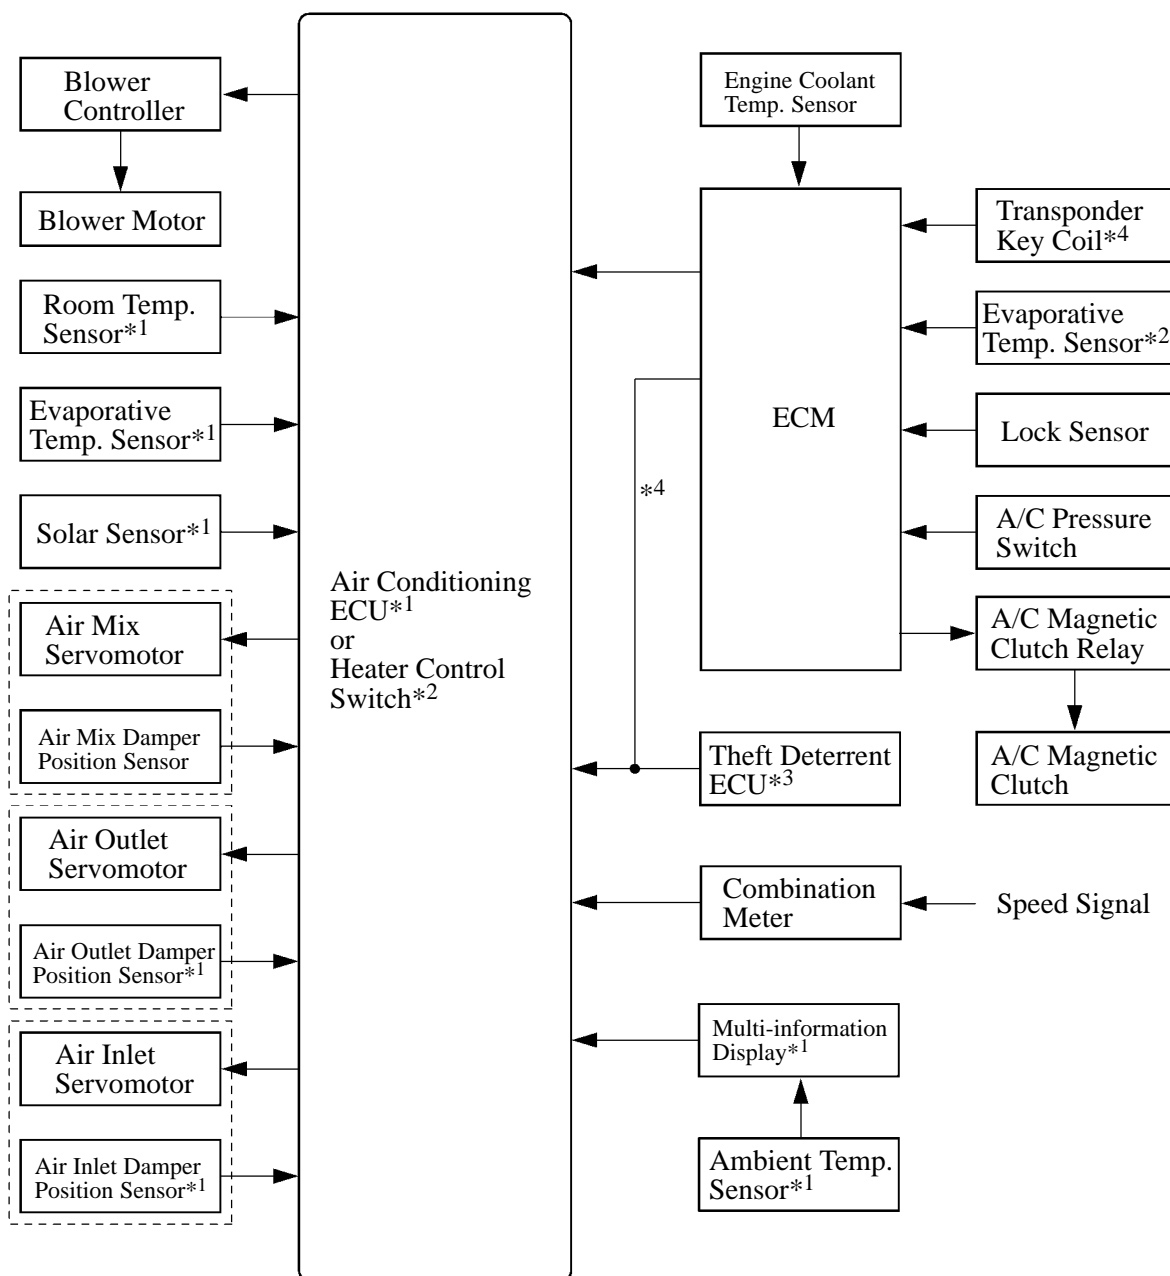 Blower
Controller
Blower Motor
Room Temp.
Sensor*1
Evaporative
Temp. Sensor*1
Solar Sensor*1
Air Mix
Servomotor
Air Mix Damper
Position Sensor
Air Outlet
Servomotor
Air Outlet Damper
Position Sensor*1
Air Inlet
Servomotor
Air Inlet Damper
Position Sensor*1
Air Conditioning
ECU*1
or
Heater Control
Switch*2
Engine Coolant
Temp. Sensor
ECM
*4
Theft Deterrent
ECU*3
Combination
Meter
Multi-information
Display*1
Ambient Temp.
Sensor*1
Transponder
Key Coil*4
Evaporative
Temp. Sensor*2
Lock Sensor
A/C Pressure
Switch
A/C Magnetic
Clutch Relay
A/C Magnetic
Clutch
Speed Signal